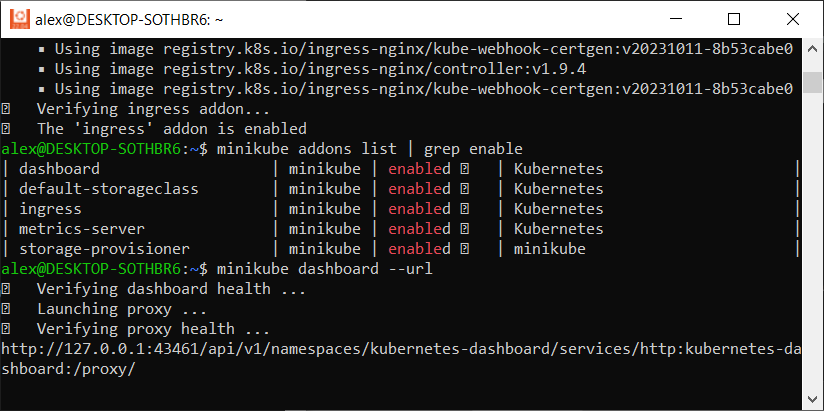 alex@DESKTOP-SOTHBR6: ~
▪ Using image registry.k8s.io/ingress-nginx/kube-webhook-certgen:v20231011-8b53cabe0
▪ Using image registry.k8s.io/ingress-nginx/controller:v1.9.4
▪ Using image registry.k8s.io/ingress-nginx/kube-webhook-certgen:v20231011-8b53cabe0
Verifying ingress addon...
The 'ingress' addon is enabled
alex@DESKTOP-SOTHBR6:~$ minikube addons list | grep enable
| dashboard | minikube | enabled | Kubernetes |
| default-storageclass | minikube | enabled | Kubernetes |
| ingress | minikube | enabled | Kubernetes |
| metrics-server | minikube | enabled | Kubernetes |
| storage-provisioner | minikube | enabled | minikube |
alex@DESKTOP-SOTHBR6:~$ minikube dashboard --url
Verifying dashboard health ...
Launching proxy ...
Verifying proxy health ...
http://127.0.0.1:43461/api/v1/namespaces/kubernetes-dashboard/services/http:kubernetes-da
shboard:/proxy/